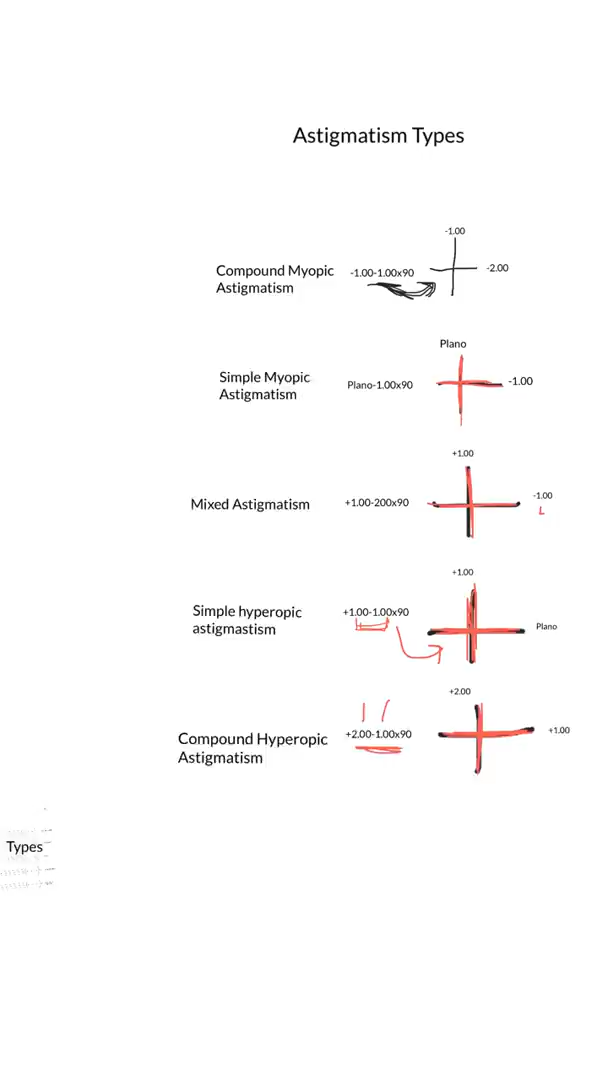 Astigmatism Types
-1.00
Compound Myopic
Astigmatism
-1.00-1.00x90
-2.00
Plano
Simple Myopic
Astigmatism
Plano-1.00x90
-1.00
+1.00
Mixed Astigmatism
+1.00-200x90
-1.00
L
+1.00
Simple hyperopic
astigmastism
+1.00-1.00x90
Plano
+2.00
Compound Hyperopic
Astigmatism
+2.00-1.00x90
+1.00
Types